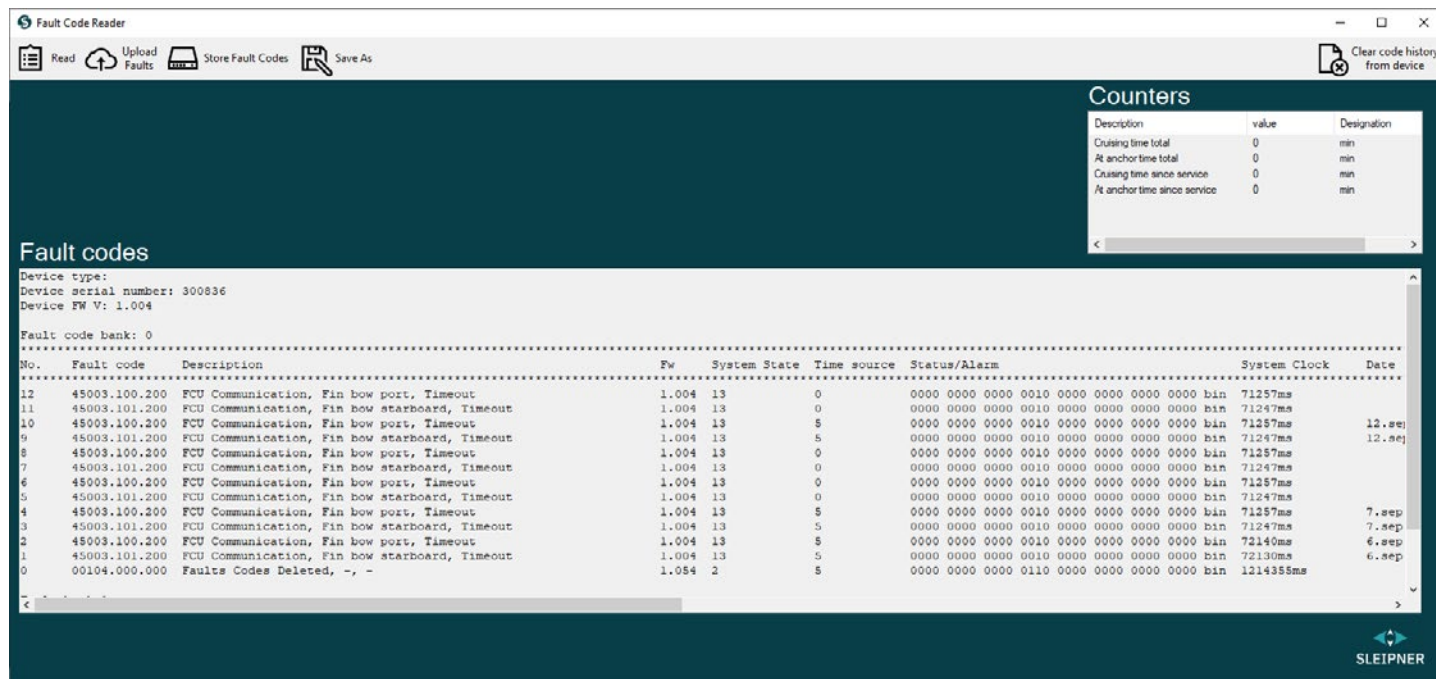 Fault Code Reader
Read
Upload Faults
Store Fault Codes
Save As
Clear code history
from device
Counters
Description value Designation
Cruising time total 0 min
At anchor time total 0 min
Cruising time since service 0 min
At anchor time since service 0 min
Fault codes
Device type:
Device serial number: 300836
Device FW V: 1.004
Fault code bank: 0
No. Fault code Description Fw System State Time source Status/Alarm System Clock Date
12 45003.100.200 FCU Communication, Fin bow port, Timeout 1.004 13 0 0000 0000 0000 0010 0000 0000 0000 0000 bin 71257ms
11 45003.101.200 FCU Communication, Fin bow starboard, Timeout 1.004 13 0 0000 0000 0000 0010 0000 0000 0000 0000 bin 71247ms
10 45003.100.200 FCU Communication, Fin bow port, Timeout 1.004 13 5 0000 0000 0000 0010 0000 0000 0000 0000 bin 71257ms 12.sep
9 45003.101.200 FCU Communication, Fin bow starboard, Timeout 1.004 13 5 0000 0000 0000 0010 0000 0000 0000 0000 bin 71247ms 12.sep
8 45003.100.200 FCU Communication, Fin bow port, Timeout 1.004 13 0 0000 0000 0000 0010 0000 0000 0000 0000 bin 71257ms
7 45003.101.200 FCU Communication, Fin bow starboard, Timeout 1.004 13 0 0000 0000 0000 0010 0000 0000 0000 0000 bin 71247ms
6 45003.100.200 FCU Communication, Fin bow port, Timeout 1.004 13 0 0000 0000 0000 0010 0000 0000 0000 0000 bin 71257ms
5 45003.101.200 FCU Communication, Fin bow starboard, Timeout 1.004 13 0 0000 0000 0000 0010 0000 0000 0000 0000 bin 71247ms
4 45003.100.200 FCU Communication, Fin bow port, Timeout 1.004 13 5 0000 0000 0000 0010 0000 0000 0000 0000 bin 71257ms 7.sep
3 45003.101.200 FCU Communication, Fin bow starboard, Timeout 1.004 13 5 0000 0000 0000 0010 0000 0000 0000 0000 bin 71247ms 7.sep
2 45003.100.200 FCU Communication, Fin bow port, Timeout 1.004 13 5 0000 0000 0000 0010 0000 0000 0000 0000 bin 72140ms 6.sep
1 45003.101.200 FCU Communication, Fin bow starboard, Timeout 1.004 13 5 0000 0000 0000 0010 0000 0000 0000 0000 bin 72130ms 6.sep
0 00104.000.000 Faults Codes Deleted, -, - 1.054 2 5 0000 0000 0000 0110 0000 0000 0000 0000 bin 1214355ms
SLEIPNER